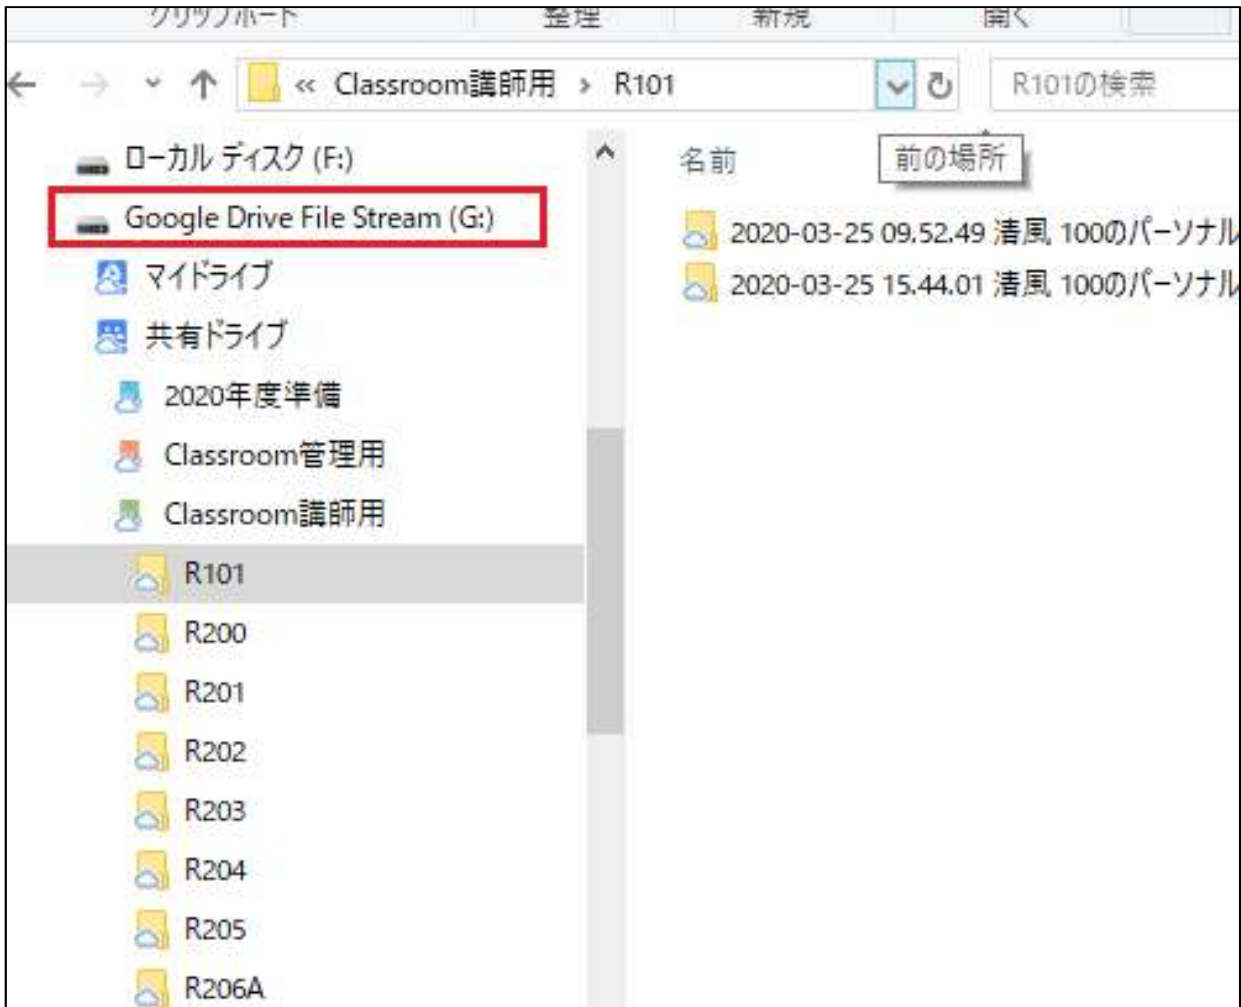 クリップボード 整理 新規 開く
« Classroom講師用 › R101
R101の検索
ローカル ディスク (F:)
Google Drive File Stream (G:)
マイドライブ
共有ドライブ
2020年度準備
Classroom管理用
Classroom講師用
R101
R200
R201
R202
R203
R204
R205
R206A
名前
前の場所
2020-03-25 09.52.49 清風 100のパーソナル
2020-03-25 15.44.01 清風 100のパーソナル